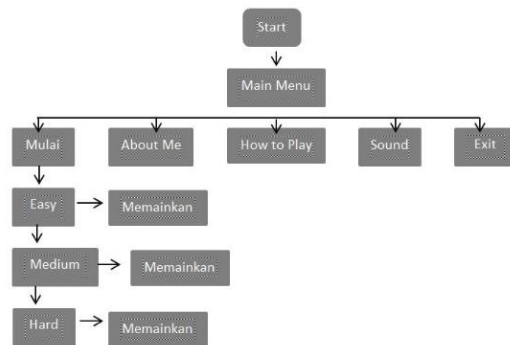 Start
Main Menu
Mulai
About Me
How to Play
Sound
Exit
Easy
Memainkan
Medium
Memainkan
Hard
Memainkan